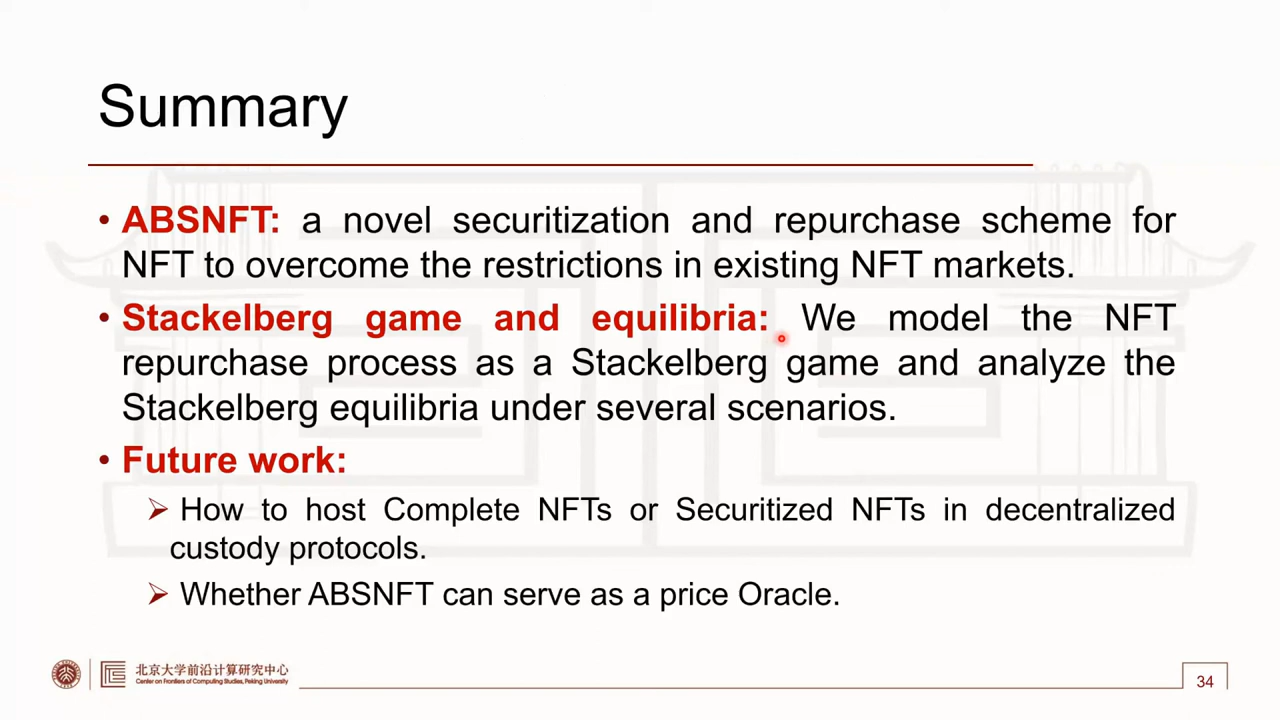 Summary
• ABSNFT: a novel securitization and repurchase scheme for
NFT to overcome the restrictions in existing NFT markets.
• Stackelberg game and equilibria: We model the NFT
repurchase process as a Stackelberg game and analyze the
Stackelberg equilibria under several scenarios.
• Future work:
➢ How to host Complete NFTs or Securitized NFTs in decentralized
custody protocols.
➢ Whether ABSNFT can serve as a price Oracle.
北京大学前沿计算研究中心
Center on Frontiers of Computing Studies, Peking University
34